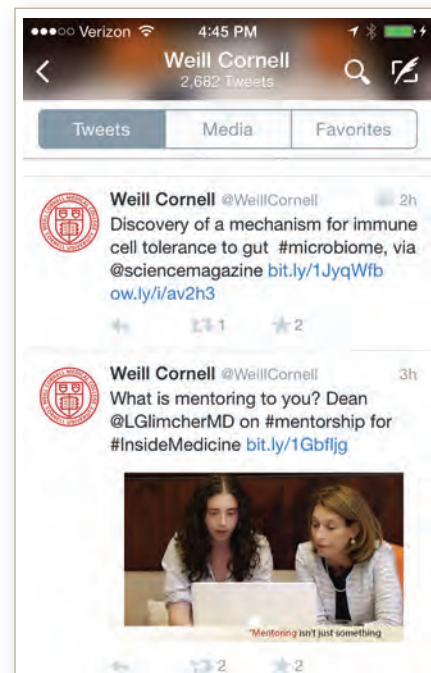 Verizon 4:45 PM
Weill Cornell
2,682 Tweets
Tweets Media Favorites
Weill Cornell @WeillCornell 2h
Discovery of a mechanism for immune
cell tolerance to gut #microbiome, via
@sciencemagazine bit.ly/1JyqWfb
ow.ly/i/av2h3
1 2
Weill Cornell @WeillCornell 3h
What is mentoring to you? Dean
@LGlimcherMD on #mentorship for
#InsideMedicine bit.ly/1Gbfljg
"Mentoring isn't just something
2 2